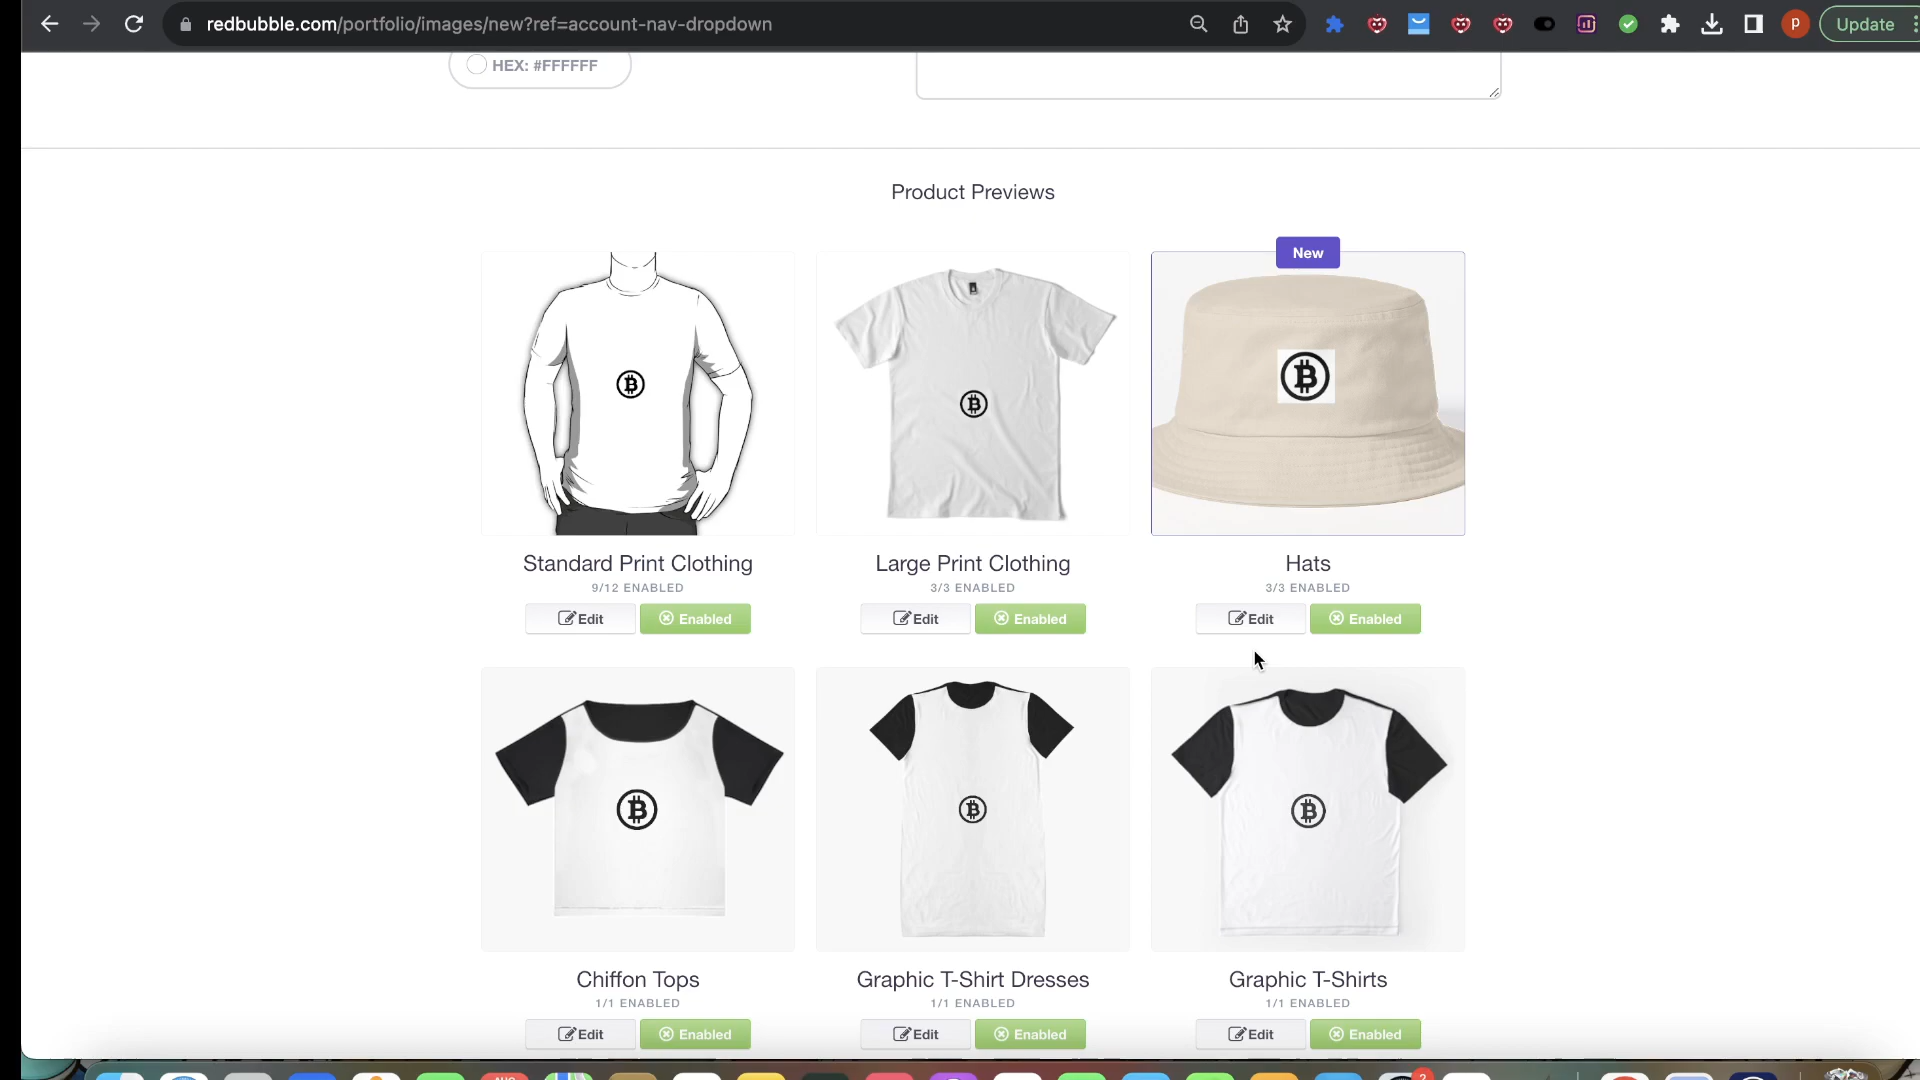 redbubble.com/portfolio/images/new?ref=account-nav-dropdown
P
Update
HEX: #FFFFFF
Product Previews
New
Standard Print Clothing
Large Print Clothing
Hats
9/12 ENABLED
3/3 ENABLED
3/3 ENABLED
Edit
Enabled
Edit
Enabled
Edit
Enabled
Chiffon Tops
Graphic T-Shirt Dresses
Graphic T-Shirts
1/1 ENABLED
1/1 ENABLED
1/1 ENABLED
Edit
Enabled
Edit
Enabled
Edit
Enabled
2